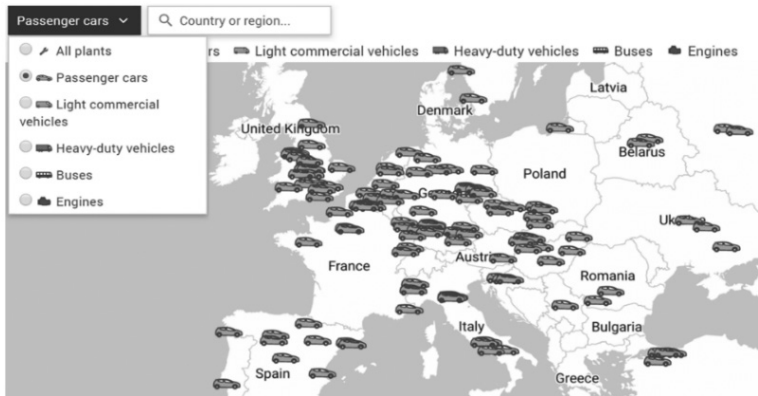 Passenger cars
Country or region...
All plants
rs
Light commercial vehicles
Heavy-duty vehicles
Buses
Engines
Passenger cars
Light commercial
vehicles
Heavy-duty vehicles
Buses
Engines
Latvia
Denmark
United Kingdom
Belarus
Poland
France
Austri
Romania
Italy
Bulgaria
Spain
Greece